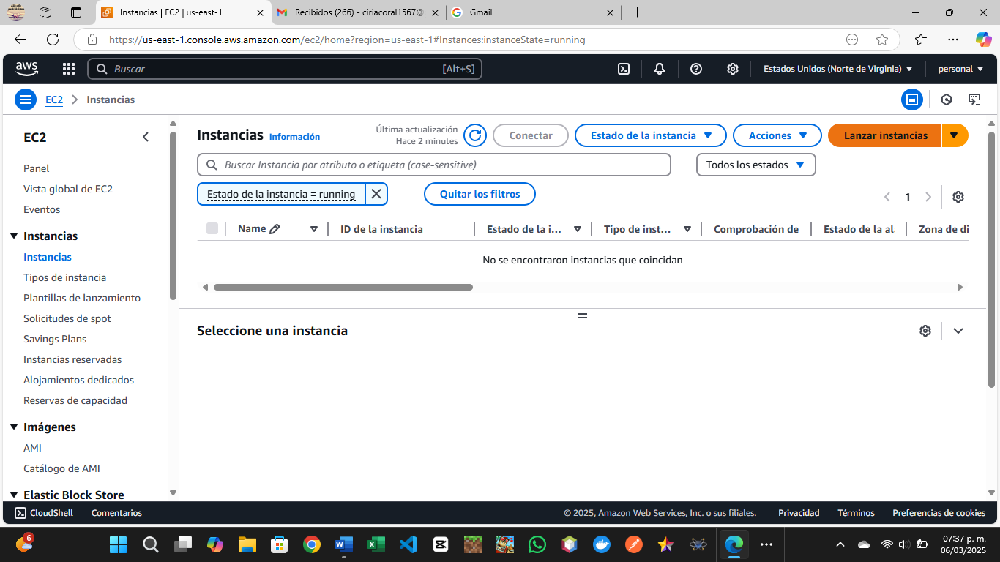 Instancias | EC2 | us-east-1
Recibidos (266) - ciriacoral1567@
Gmail
https://us-east-1.console.aws.amazon.com/ec2/home?region=us-east-1#Instances:instanceState=running
aws
Buscar
[Alt+S]
Estados Unidos (Norte de Virginia)
personal
EC2
Instancias
EC2
Panel
Vista global de EC2
Eventos
Instancias
Instancias
Tipos de instancia
Plantillas de lanzamiento
Solicitudes de spot
Savings Plans
Instancias reservadas
Alojamientos dedicados
Reservas de capacidad
Imágenes
AMI
Catálogo de AMI
Elastic Block Store
Instancias Información
Última actualización
Hace 2 minutes
Conectar
Estado de la instancia
Acciones
Lanzar instancias
Buscar Instancia por atributo o etiqueta (case-sensitive)
Todos los estados
Estado de la instancia = running
Quitar los filtros
1
Name
ID de la instancia
Estado de la i...
Tipo de inst...
Comprobación de
Estado de la ala
Zona de di
No se encontraron instancias que coincidan
Seleccione una instancia
CloudShell
Comentarios
© 2025, Amazon Web Services, Inc. o sus filiales.
Privacidad
Términos
Preferencias de cookies
6
07:37 p. m.
06/03/2025